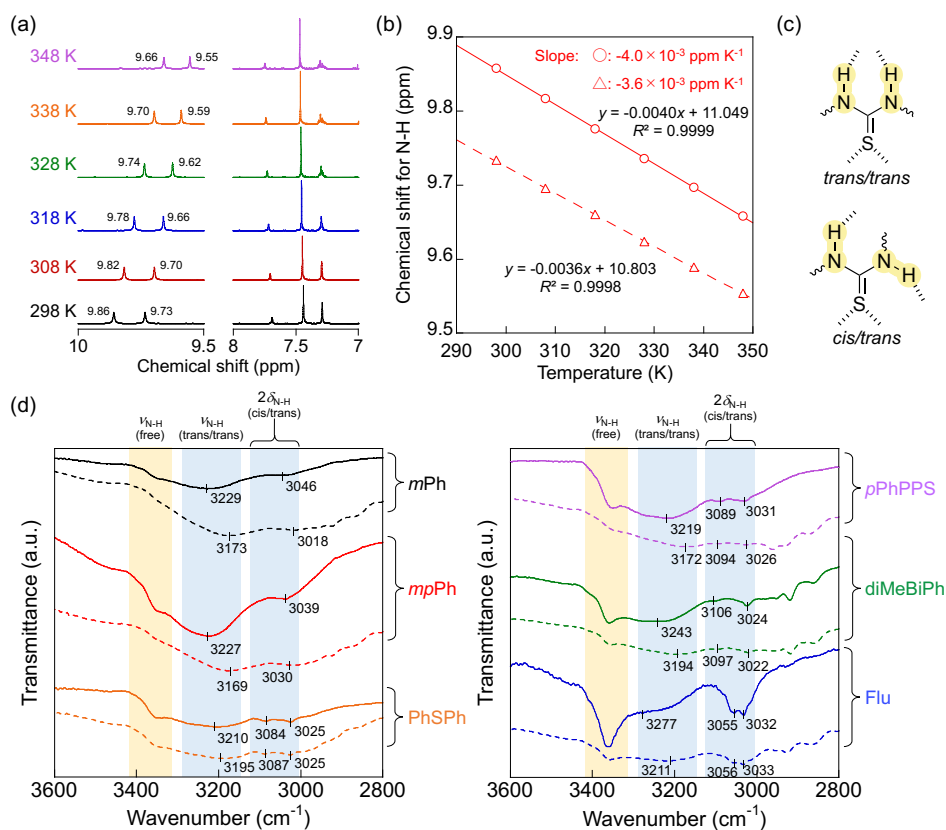 (a)
348 K
9.66
9.55
338 K
9.70
9.59
328 K
9.74
9.62
318 K
9.78
9.66
308 K
9.82
9.70
298 K
9.86
9.73
10
9.5
8
7.5
7
Chemical shift (ppm)
(b)
9.9
9.8
9.7
9.6
9.5
Chemical shift for N-H (ppm)
Slope: ○: -4.0 × 10⁻³ ppm K⁻¹
△: -3.6 × 10⁻³ ppm K⁻¹
y = -0.0040x + 11.049
R² = 0.9999
y = -0.0036x + 10.803
R² = 0.9998
290 300 310 320 330 340 350
Temperature (K)
(c)
H H
N N
S
trans/trans
H
N N
H
S
cis/trans
(d)
νN-H
(free)
νN-H
(trans/trans)
2δN-H
(cis/trans)
3229
3046
mPh
3173
3018
3227
3039
mpPh
3169
3030
3210
3084
3025
PhSPh
3195
3087
3025
Transmittance (a.u.)
3600 3400 3200 3000 2800
Wavenumber (cm⁻¹)
νN-H
(free)
νN-H
(trans/trans)
2δN-H
(cis/trans)
3219
3089
3031
pPhPPS
3172
3094
3026
3243
3106
3024
diMeBiPh
3194
3097
3022
3277
3055
3032
Flu
3211
3056
3033
Transmittance (a.u.)
3600 3400 3200 3000 2800
Wavenumber (cm⁻¹)